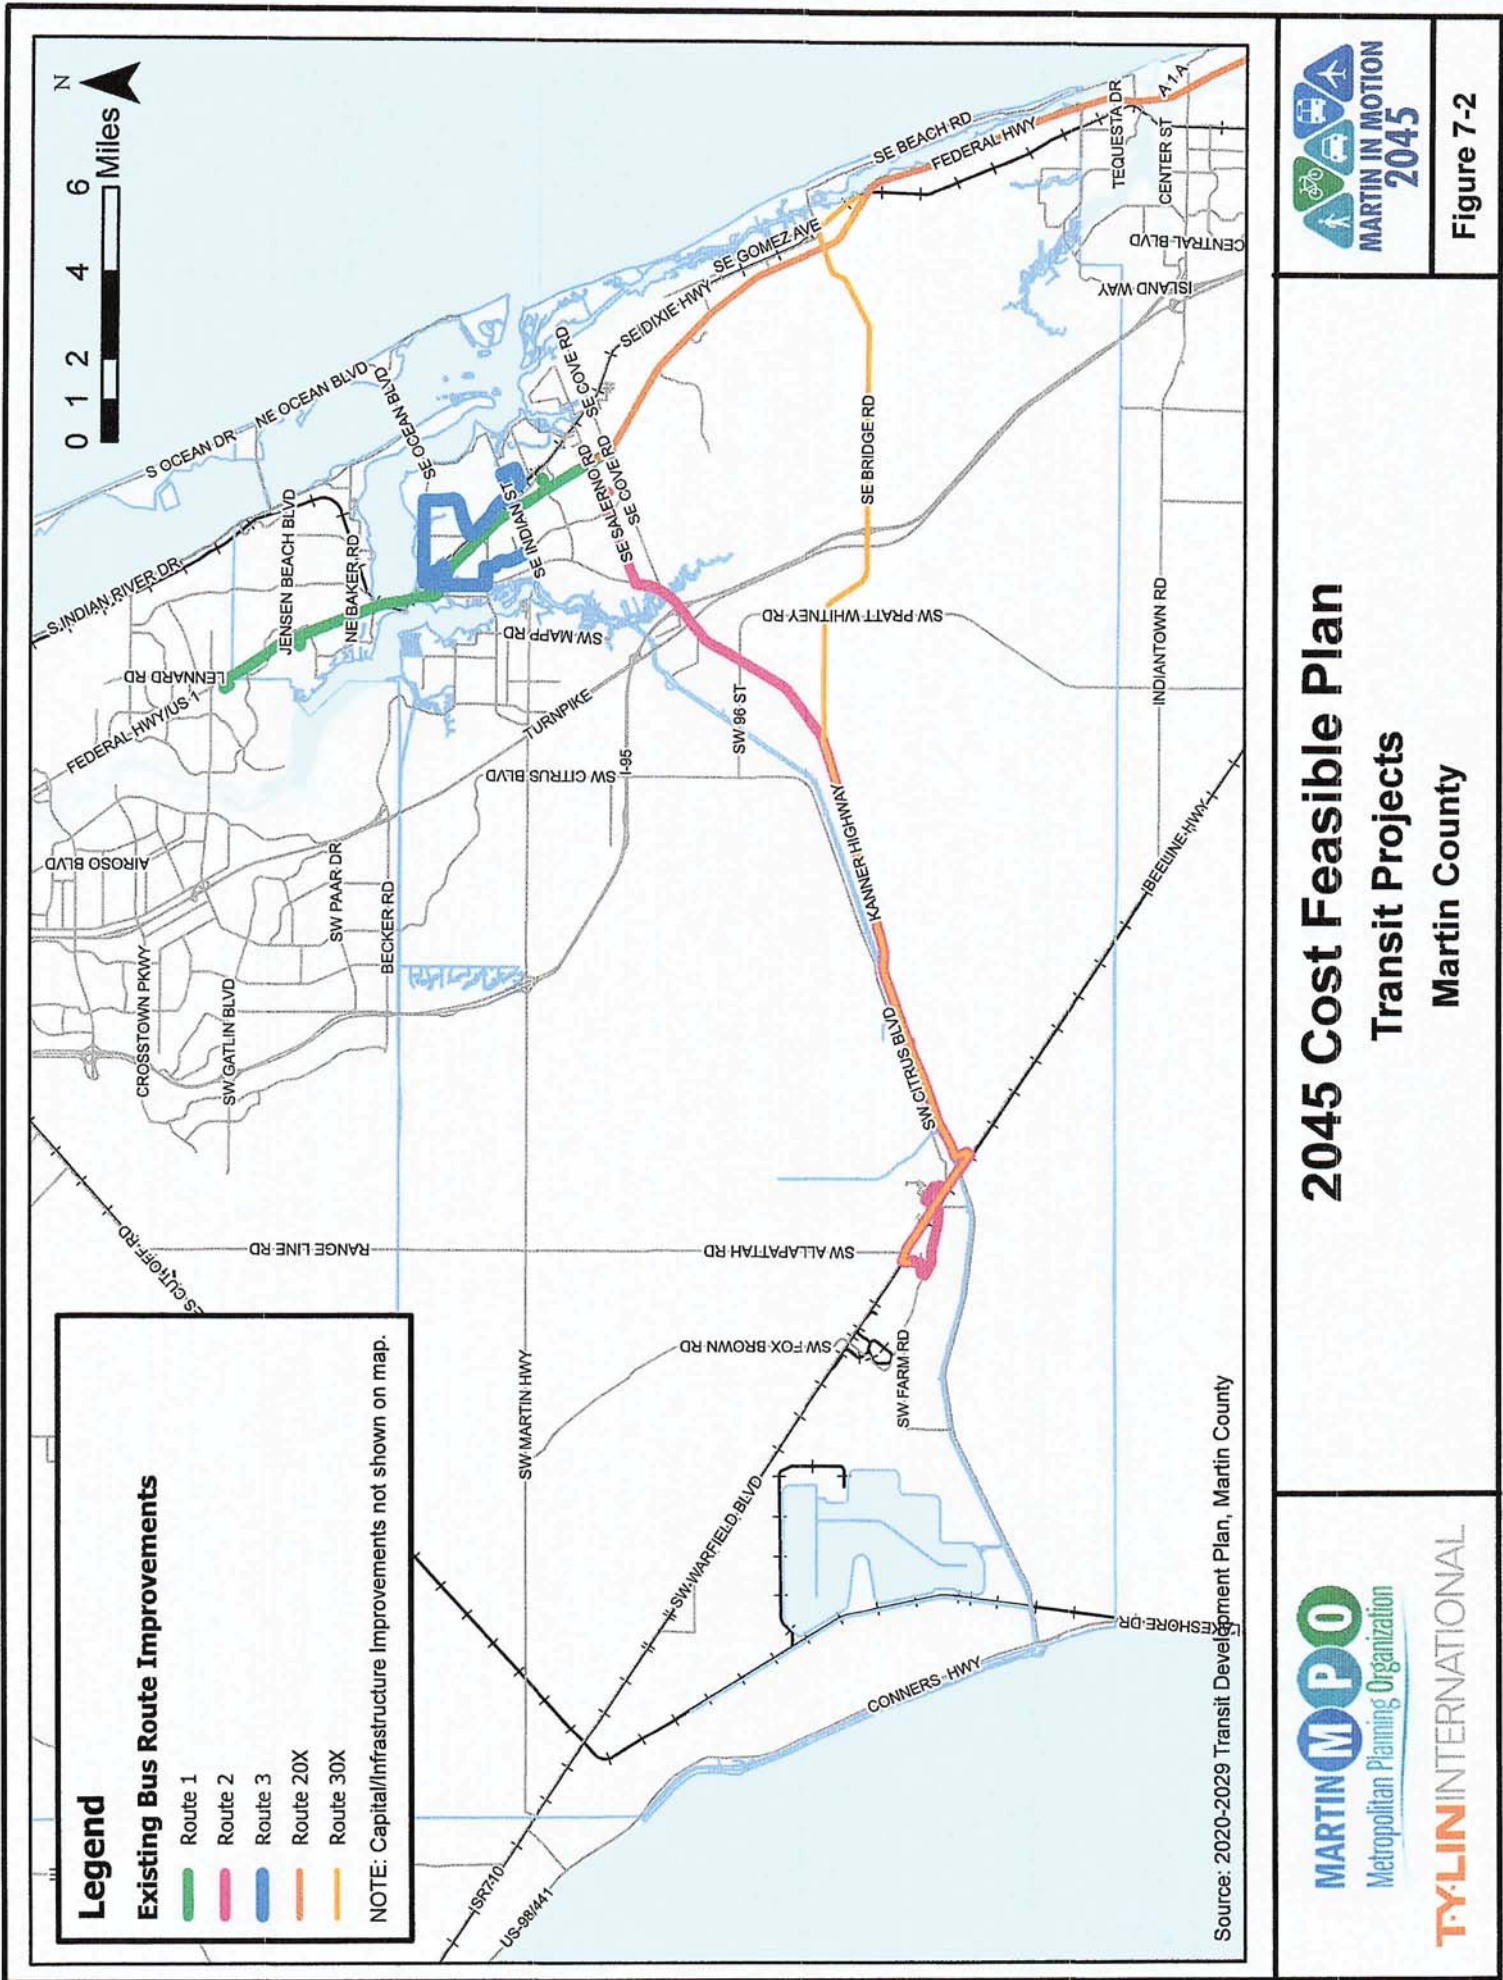 Legend
Existing Bus Route Improvements
Route 1
Route 2
Route 3
Route 20X
Route 30X
NOTE: Capital/Infrastructure Improvements not shown on map.
0 1 2 4 6
Miles
N
S OCEAN DR
NE OCEAN BLVD
S INDIAN RIVER DR
JENSEN BEACH BLVD
NE BAKER RD
SE OCEAN BLVD
LENNARD RD
FEDERAL HWY/US 1
AIROSO BLVD
CROSSTOWN PKWY
SW GATLIN BLVD
SW PAAR DR
BECKER RD
RANGE LINE RD
TURNPIKE
SW CITRUS BLVD
I-95
SW MAPP RD
SE INDIAN ST
SE SALERNO RD
SE COVE RD
SE COVE RD
SE DIXIE HWY
SE GOMEZ AVE
SE BEACH RD
FEDERAL HWY
A 1 A
TEQUESTA DR
CENTER ST
CENTRAL BLVD
ISLAND WAY
SE BRIDGE RD
SW PRATT WHITNEY RD
INDIANTOWN RD
SW 96 ST
KANNER HIGHWAY
SW CITRUS BLVD
BEELINE HWY
SW ALLAPATTAH RD
SW FOX BROWN RD
SW FARM RD
SW MARTIN HWY
SW WARFIELD BLVD
CONNERS HWY
SR710
US-98/441
Source: 2020-2029 Transit Development Plan, Martin County
MARTIN MPO
Metropolitan Planning Organization
TYLININTERNATIONAL
2045 Cost Feasible Plan
Transit Projects
Martin County
MARTIN IN MOTION
2045
Figure 7-2